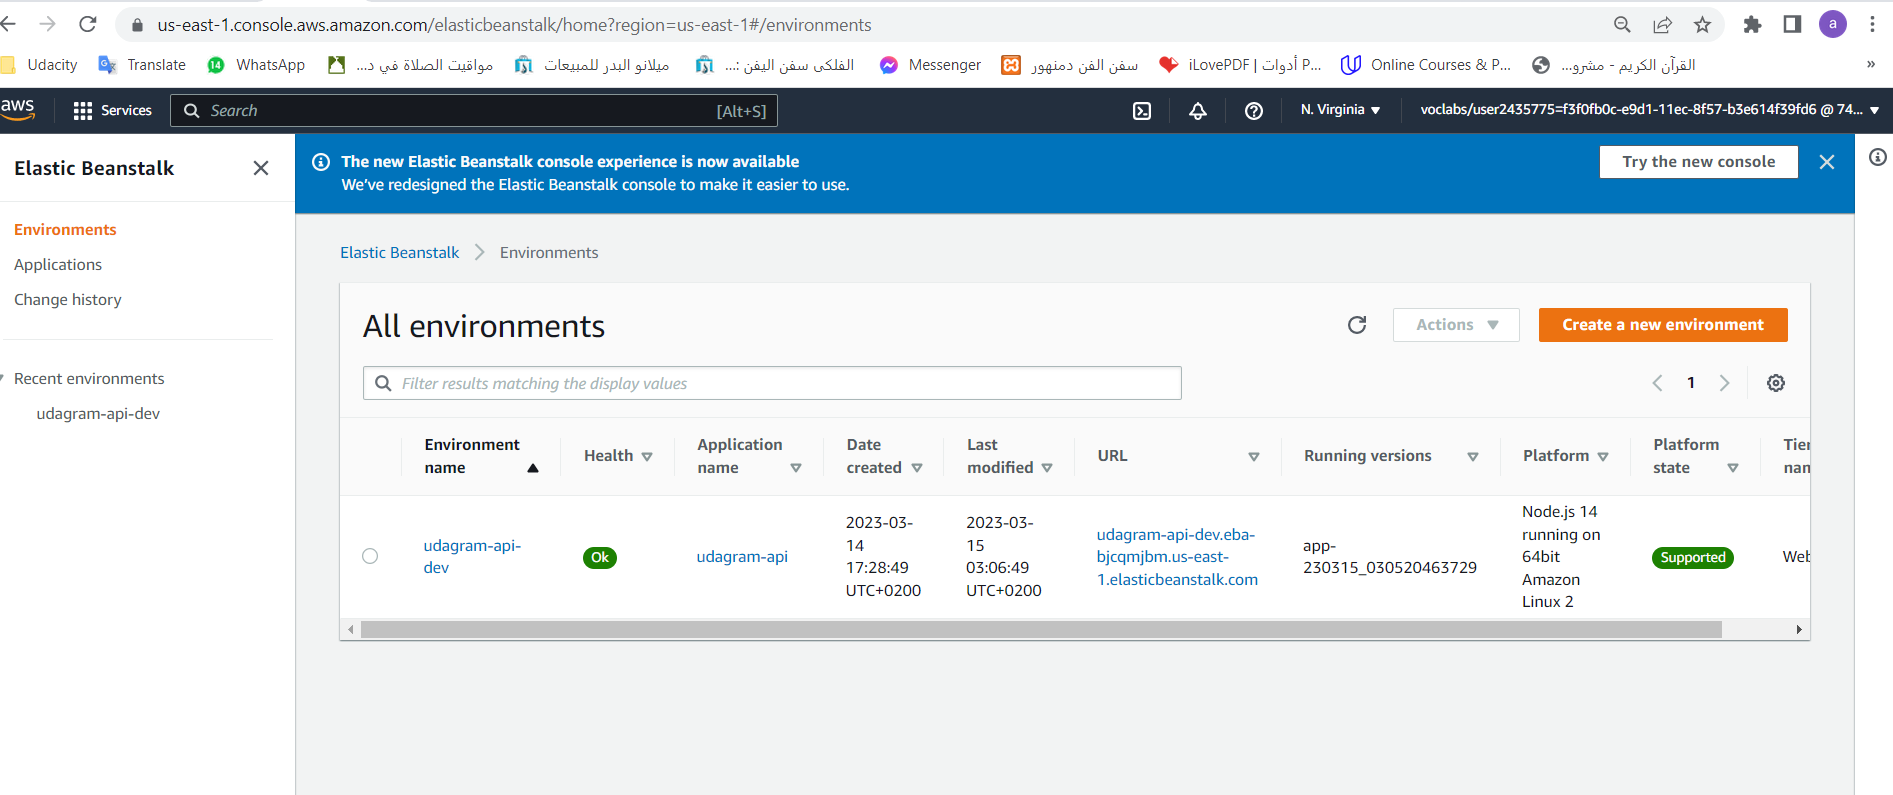 us-east-1.console.aws.amazon.com/elasticbeanstalk/home?region=us-east-1#/environments
a
Udacity
Translate
14
WhatsApp
مواقيت الصلاة في د...
ميلانو البدر للمبيعات
الفلكى سفن اليفن :...
Messenger
سفن الفن دمنهور
iLovePDF | أدوات P...
Online Courses & P...
القرآن الكريم - مشرو...
»
aws
Services
Search
[Alt+S]
N. Virginia
voclabs/user2435775=f3f0fb0c-e9d1-11ec-8f57-b3e614f39fd6 @ 74...
Elastic Beanstalk
Environments
Applications
Change history
Recent environments
udagram-api-dev
The new Elastic Beanstalk console experience is now available
We've redesigned the Elastic Beanstalk console to make it easier to use.
Try the new console
Elastic Beanstalk
Environments
All environments
Actions
Create a new environment
Filter results matching the display values
1
Environment
name
Health
Application
name
Date
created
Last
modified
URL
Running versions
Platform
Platform
state
Tier
nam
udagram-api-
dev
Ok
udagram-api
2023-03-
14
17:28:49
UTC+0200
2023-03-
15
03:06:49
UTC+0200
udagram-api-dev.eba-
bjcqmjbm.us-east-
1.elasticbeanstalk.com
app-
230315_030520463729
Node.js 14
running on
64bit
Amazon
Linux 2
Supported
Web